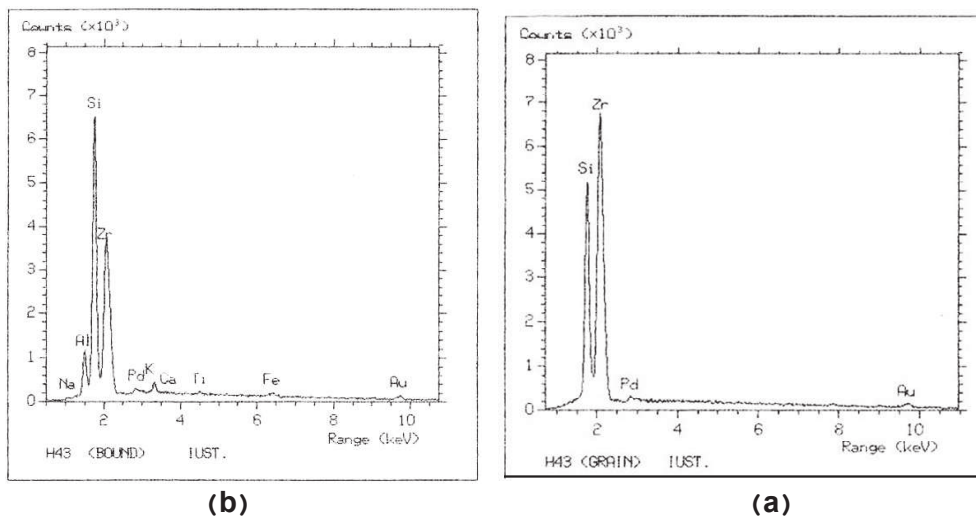 Counts (×10³)
8
7
6
5
4
3
2
1
0
Si
Zr
Al
Na
Pd
K
Ca
Ti
Fe
Au
2
4
6
8
10
Range (keV)
H43 (BOUND) IUST.
(b)
Counts (×10³)
8
7
6
5
4
3
2
1
0
Zr
Si
Pd
Au
2
4
6
8
10
Range (keV)
H43 (GRAIN) IUST.
(a)